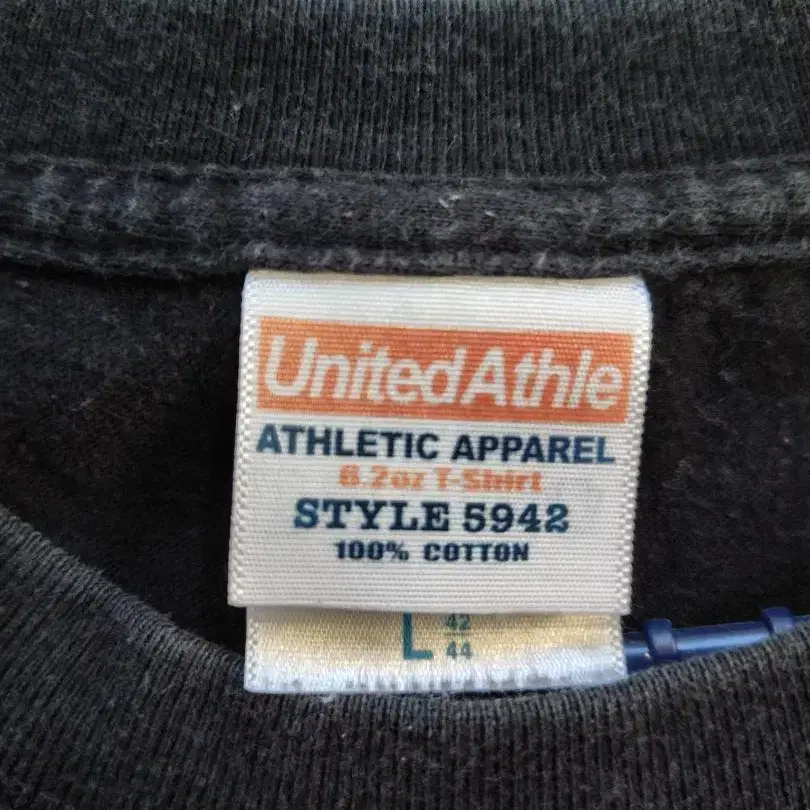 UnitedAthle
ATHLETIC APPAREL
6.2oz T-Shirt
STYLE 5942
100% COTTON
L 42
44